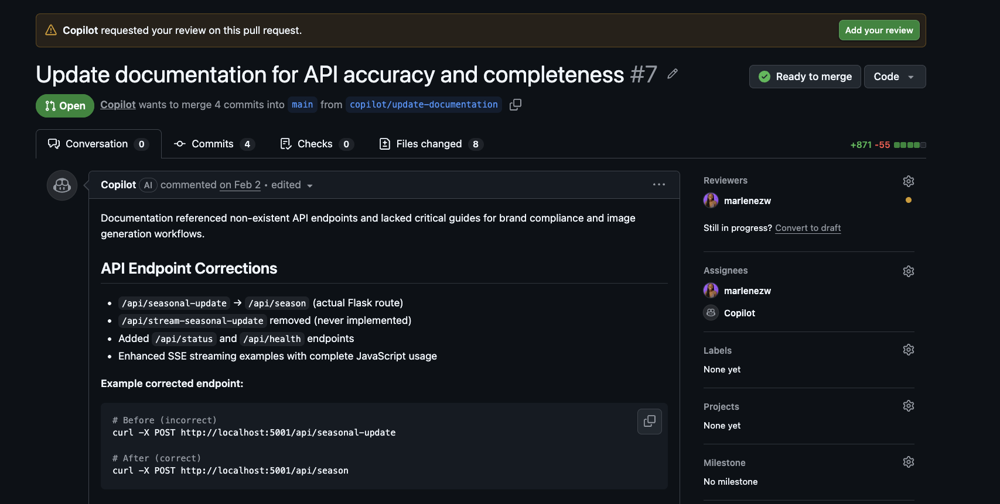 Copilot requested your review on this pull request.
Add your review
Update documentation for API accuracy and completeness #7
Ready to merge
Code
Open
Copilot wants to merge 4 commits into main from copilot/update-documentation
Conversation 0
Commits 4
Checks 0
Files changed 8
+871 -55
Copilot AI commented on Feb 2 • edited
Documentation referenced non-existent API endpoints and lacked critical guides for brand compliance and image
generation workflows.
API Endpoint Corrections
• /api/seasonal-update → /api/season (actual Flask route)
• /api/stream-seasonal-update removed (never implemented)
• Added /api/status and /api/health endpoints
• Enhanced SSE streaming examples with complete JavaScript usage
Example corrected endpoint:
# Before (incorrect)
curl -X POST http://localhost:5001/api/seasonal-update
# After (correct)
curl -X POST http://localhost:5001/api/season
Reviewers
marlenezw
Still in progress? Convert to draft
Assignees
marlenezw
Copilot
Labels
None yet
Projects
None yet
Milestone
No milestone